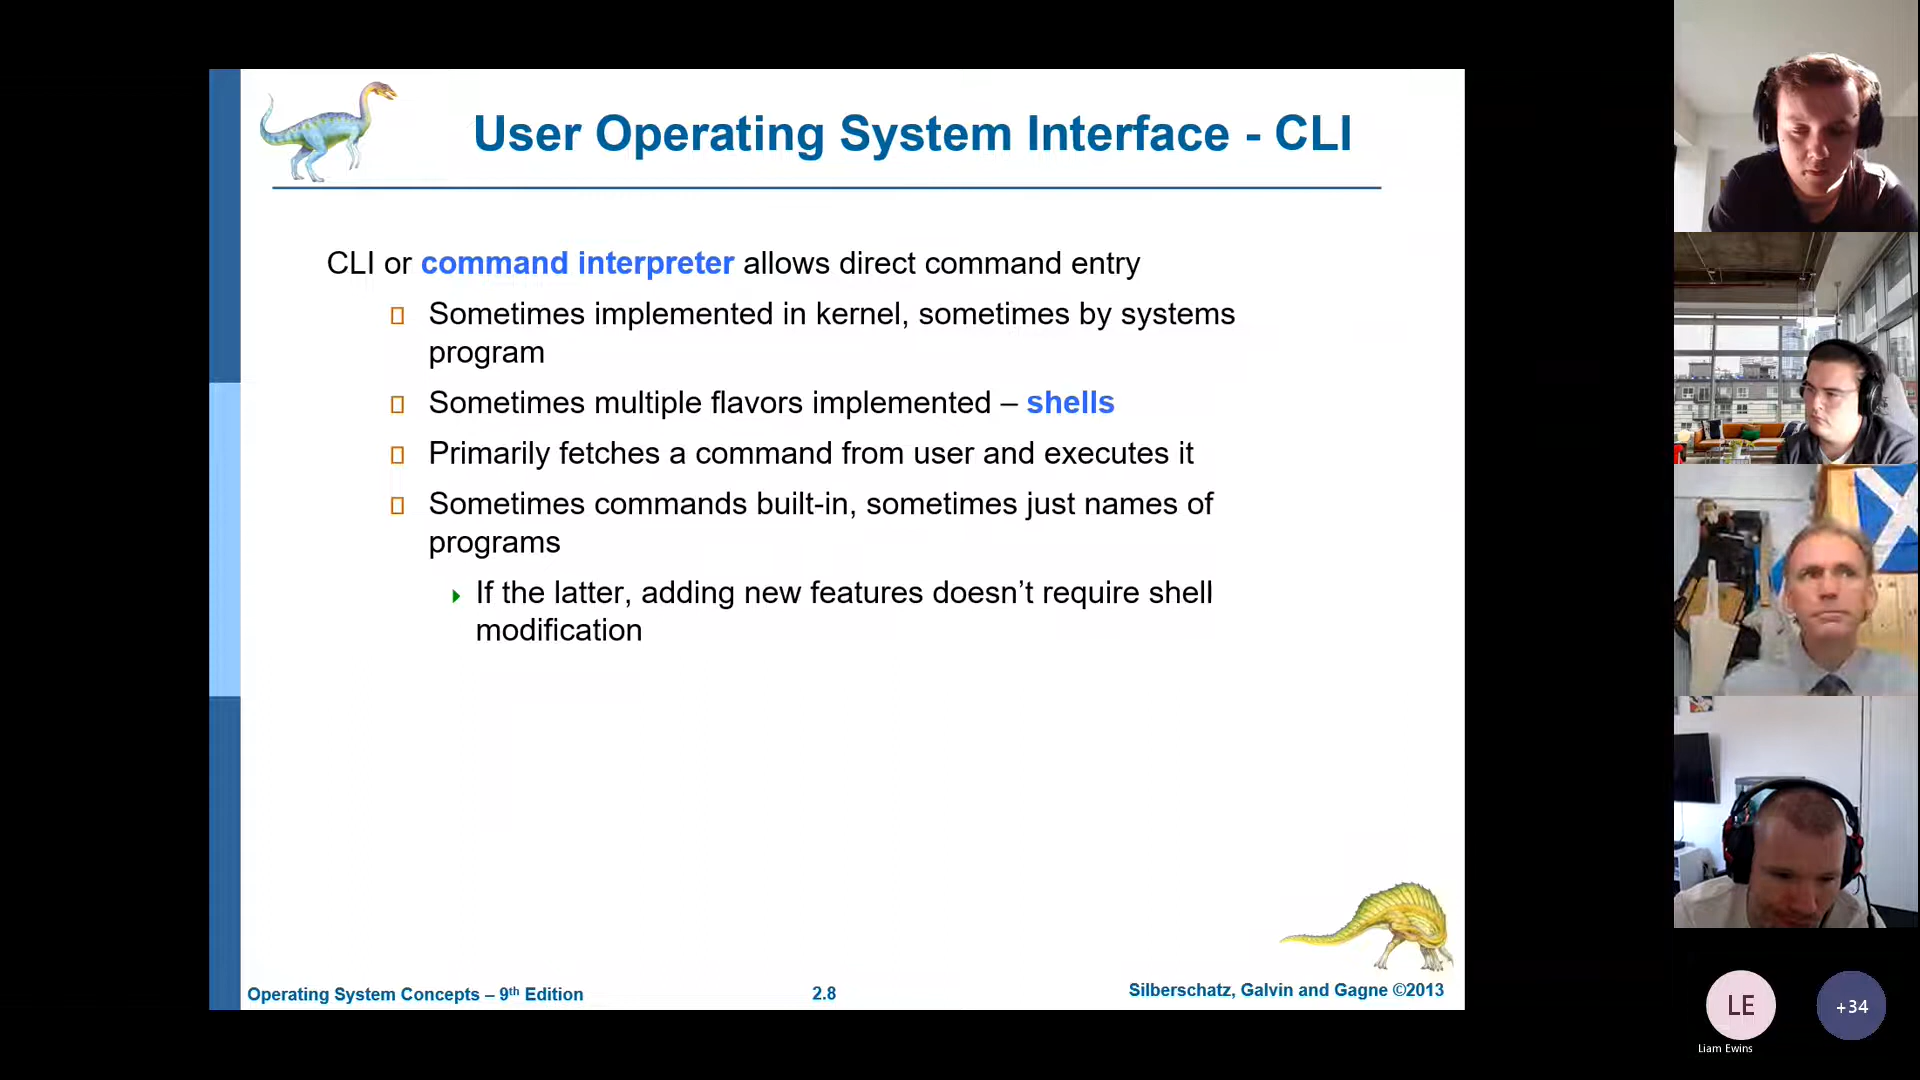 User Operating System Interface - CLI
CLI or command interpreter allows direct command entry
Sometimes implemented in kernel, sometimes by systems
program
Sometimes multiple flavors implemented – shells
Primarily fetches a command from user and executes it
Sometimes commands built-in, sometimes just names of
programs
If the latter, adding new features doesn’t require shell
modification
Operating System Concepts – 9th Edition
2.8
Silberschatz, Galvin and Gagne ©2013
LE
+34
Liam Ewins